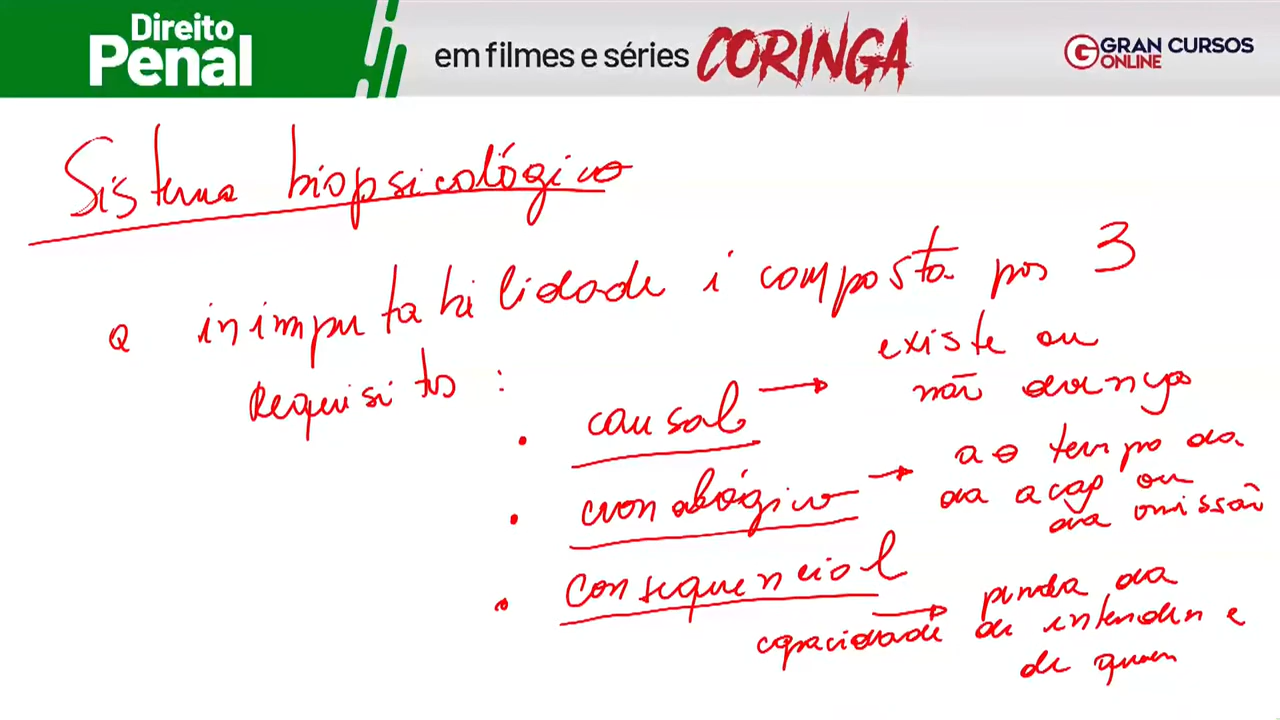 Direito
Penal
em filmes e séries CORINGA
GRAN CURSOS
ONLINE
Sistema biopsicológico
a inimputabilidade é composta por 3
requisitos :
• causal → existe ou
não doença
• cronológico → ao tempo da
da ação ou
da omissão
• consequencial → perda da
capacidade de entender e
de querer